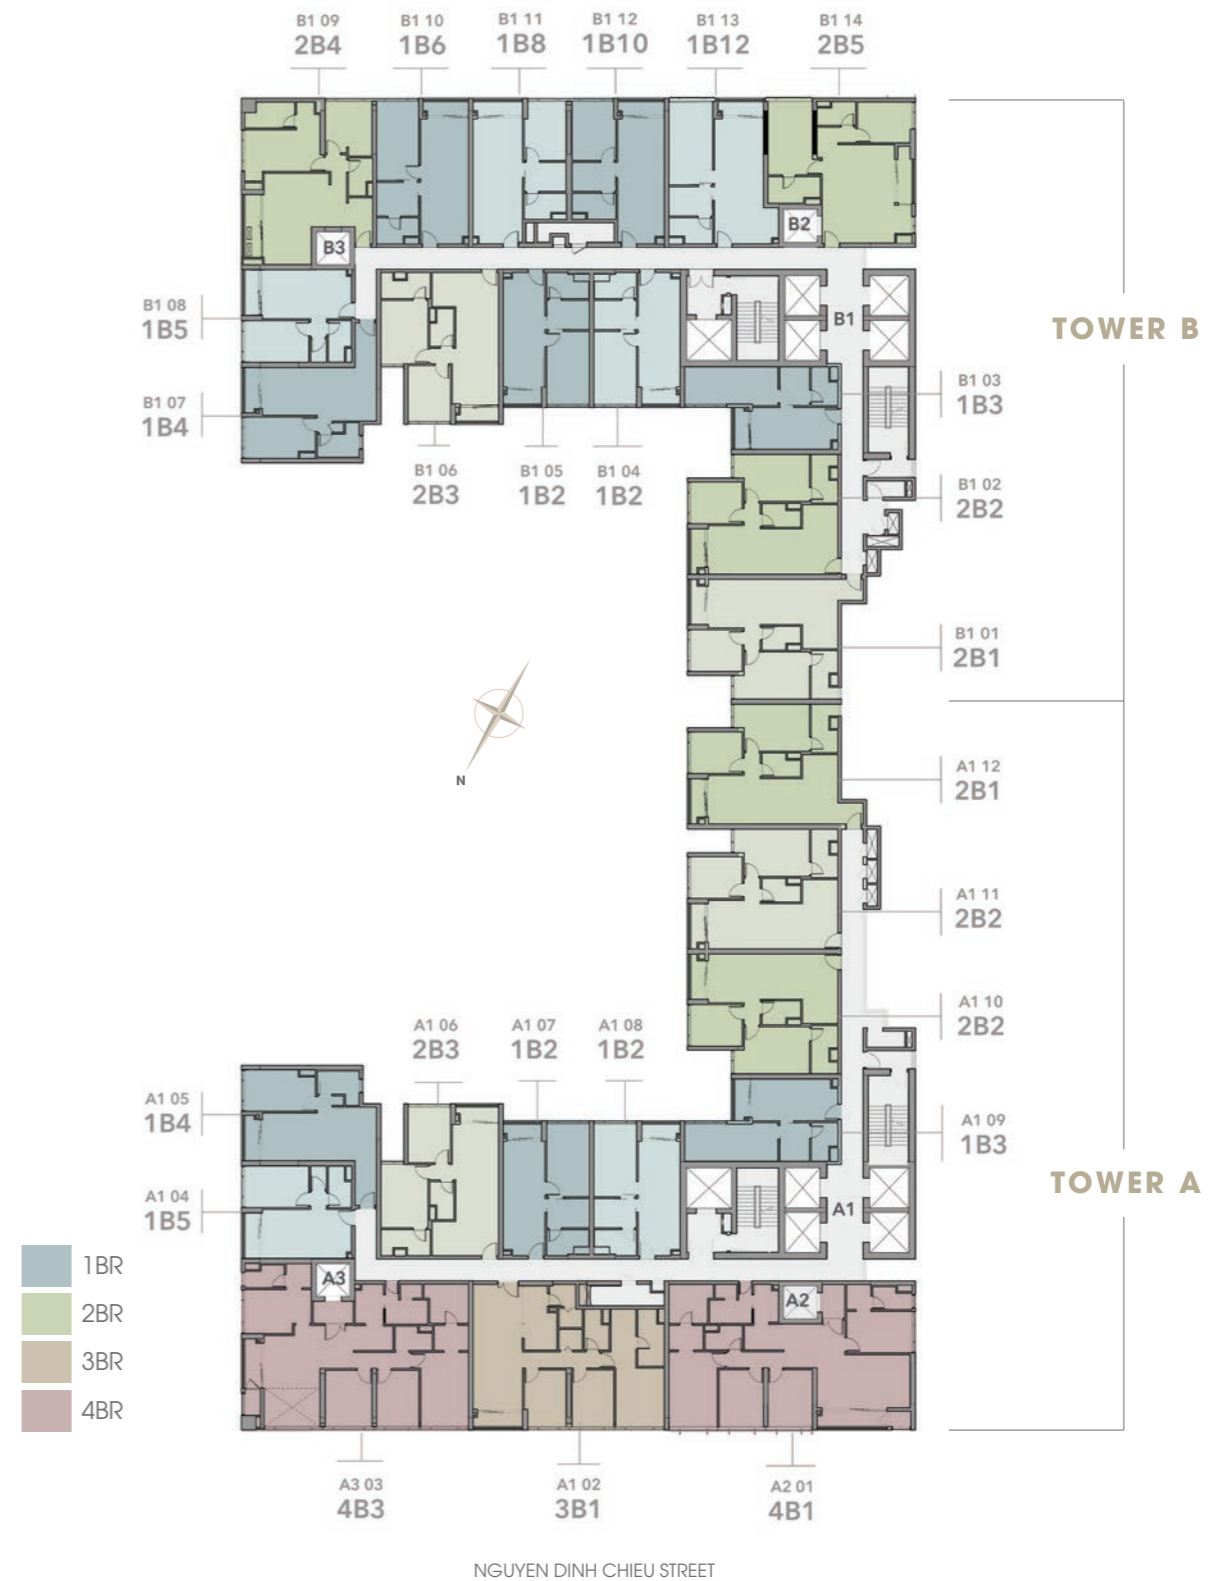 B1 09
2B4
B1 10
1B6
B1 11
1B8
B1 12
1B10
B1 13
1B12
B1 14
2B5
B3
B2
B1
B1 08
1B5
B1 07
1B4
B1 06
2B3
B1 05
1B2
B1 04
1B2
B1 03
1B3
TOWER B
B1 02
2B2
B1 01
2B1
N
A1 12
2B1
A1 11
2B2
A1 10
2B2
A1 06
2B3
A1 07
1B2
A1 08
1B2
A1 05
1B4
A1 04
1B5
A1 09
1B3
TOWER A
A1
A3
A2
1BR
2BR
3BR
4BR
A3 03
4B3
A1 02
3B1
A2 01
4B1
NGUYEN DINH CHIEU STREET